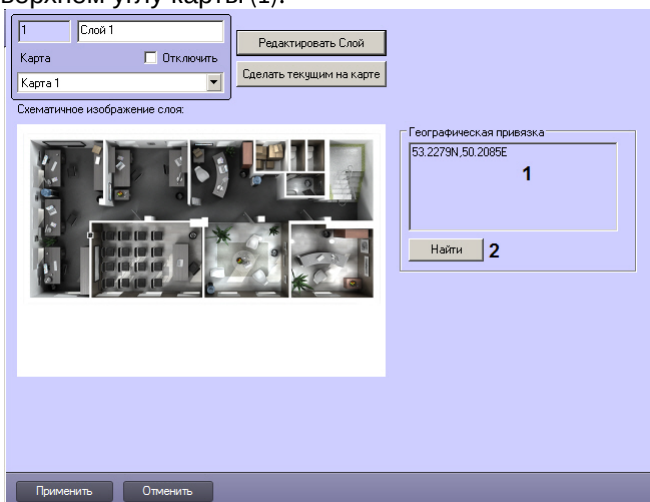 верхнем углу карты (1).
1 Слой 1
Редактировать Слой
Карта Отключить
Сделать текущим на карте
Карта 1
Схематичное изображение слоя:
Географическая привязка
53.2279N,50.2085E
1
Найти 2
Применить Отменить